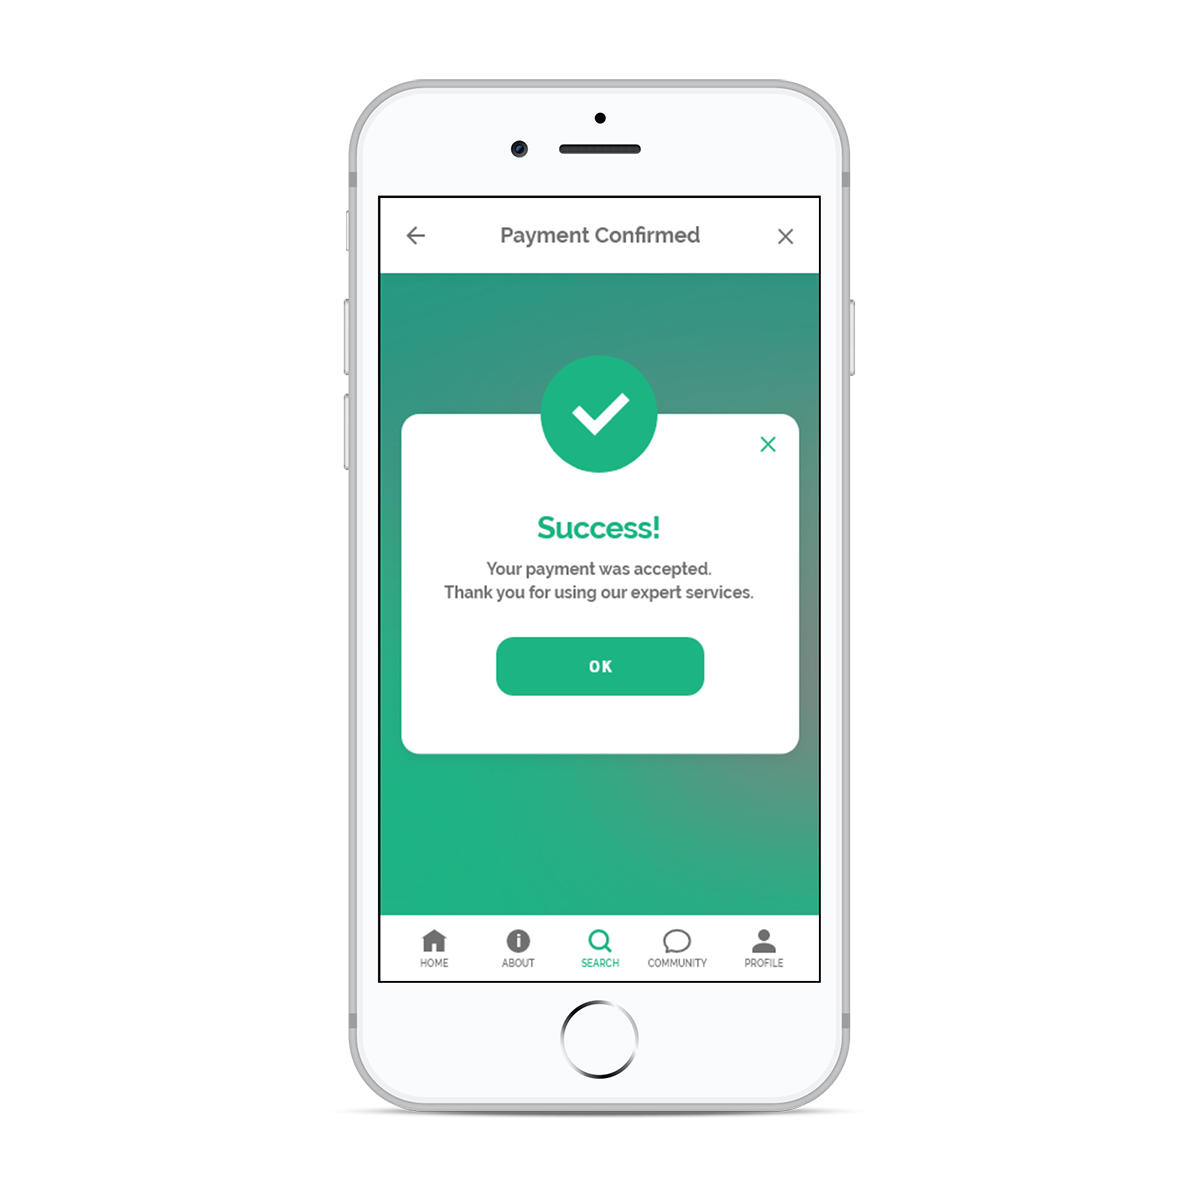 Payment Confirmed
Success!
Your payment was accepted.
Thank you for using our expert services.
OK
HOME
ABOUT
SEARCH
COMMUNITY
PROFILE